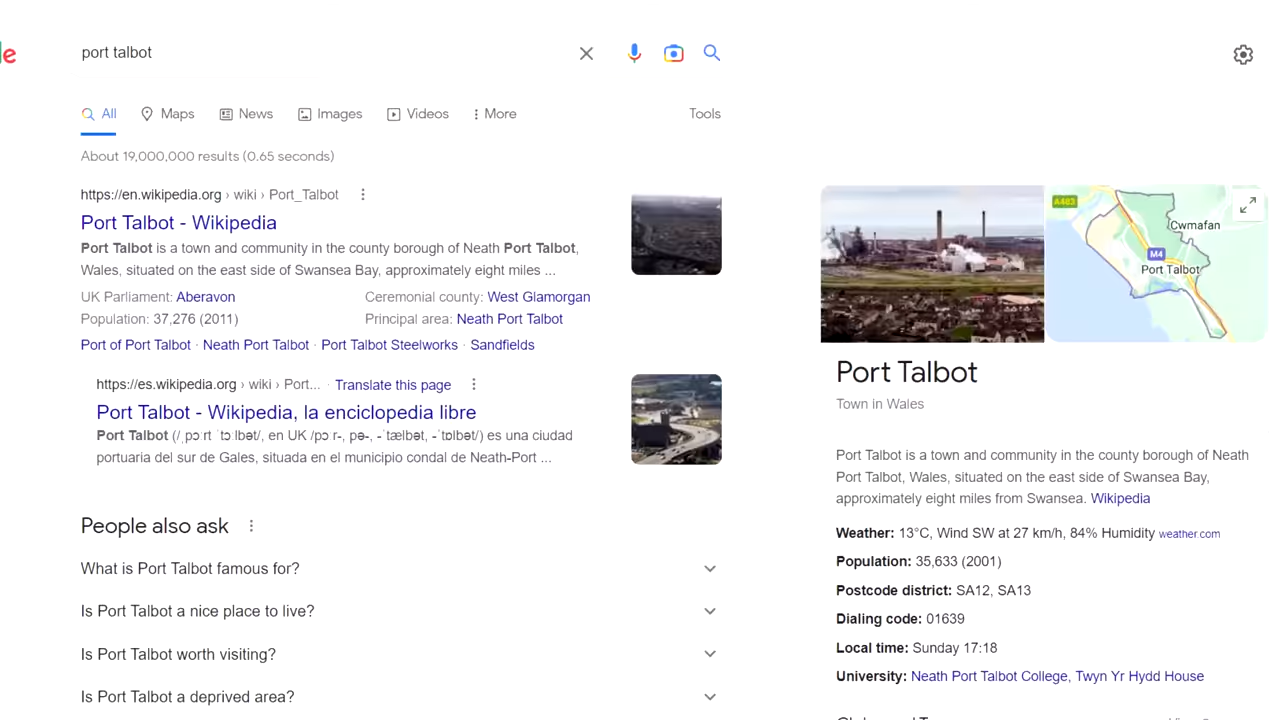 e
port talbot
All
Maps
News
Images
Videos
More
Tools
About 19,000,000 results (0.65 seconds)
https://en.wikipedia.org › wiki › Port_Talbot
Port Talbot - Wikipedia
Port Talbot is a town and community in the county borough of Neath Port Talbot,
Wales, situated on the east side of Swansea Bay, approximately eight miles ...
UK Parliament: Aberavon
Ceremonial county: West Glamorgan
Population: 37,276 (2011)
Principal area: Neath Port Talbot
Port of Port Talbot · Neath Port Talbot · Port Talbot Steelworks · Sandfields
https://es.wikipedia.org › wiki › Port... · Translate this page
Port Talbot - Wikipedia, la enciclopedia libre
Port Talbot (/ˌpɔːrt ˈtɔːlbət/, en UK /pɔːr-, pə-, -ˈtælbət, -ˈtɒlbət/) es una ciudad
portuaria del sur de Gales, situada en el municipio condal de Neath-Port ...
People also ask
What is Port Talbot famous for?
Is Port Talbot a nice place to live?
Is Port Talbot worth visiting?
Is Port Talbot a deprived area?
A483
Cwmafan
M4
Port Talbot
Port Talbot
Town in Wales
Port Talbot is a town and community in the county borough of Neath
Port Talbot, Wales, situated on the east side of Swansea Bay,
approximately eight miles from Swansea. Wikipedia
Weather: 13°C, Wind SW at 27 km/h, 84% Humidity weather.com
Population: 35,633 (2001)
Postcode district: SA12, SA13
Dialing code: 01639
Local time: Sunday 17:18
University: Neath Port Talbot College, Twyn Yr Hydd House